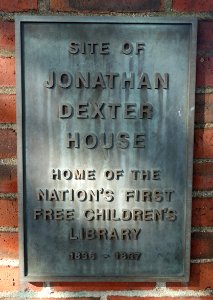 SITE OF
JONATHAN
DEXTER
HOUSE
HOME OF THE
NATION'S FIRST
FREE CHILDREN'S
LIBRARY